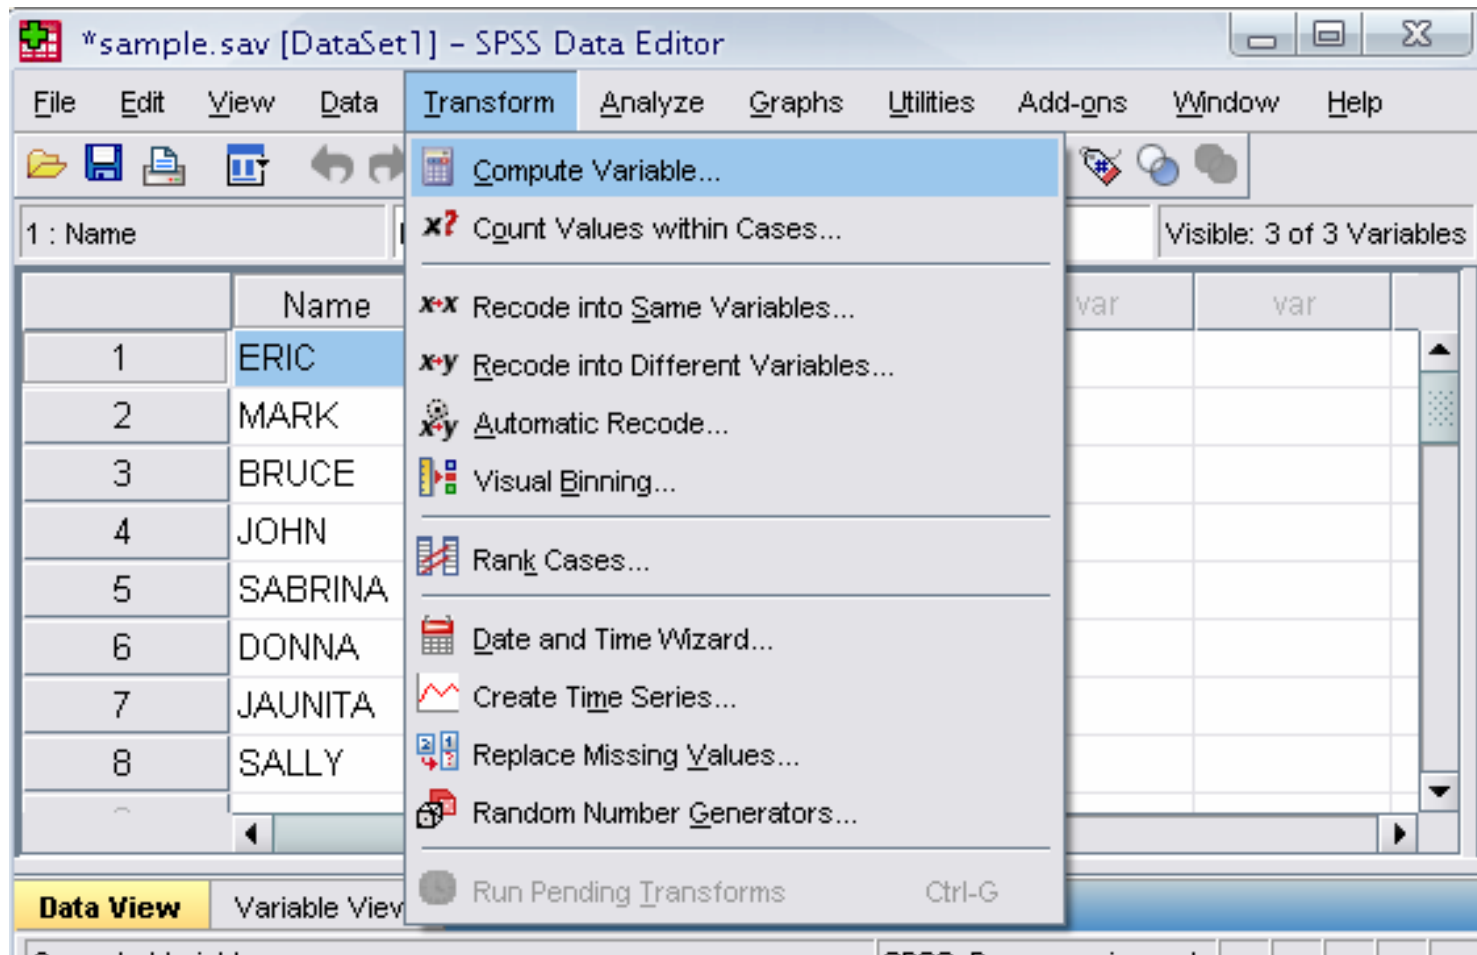 *sample.sav [DataSet1] – SPSS Data Editor
File Edit View Data Transform Analyze Graphs Utilities Add-ons Window Help
Compute Variable...
1 : Name
Count Values within Cases...
Visible: 3 of 3 Variables
Name
Recode into Same Variables...
var var
1 ERIC
Recode into Different Variables...
2 MARK
Automatic Recode...
3 BRUCE
Visual Binning...
4 JOHN
Rank Cases...
5 SABRINA
6 DONNA
Date and Time Wizard...
7 JAUNITA
Create Time Series...
8 SALLY
Replace Missing Values...
Random Number Generators...
Run Pending Transforms Ctrl-G
Data View Variable View